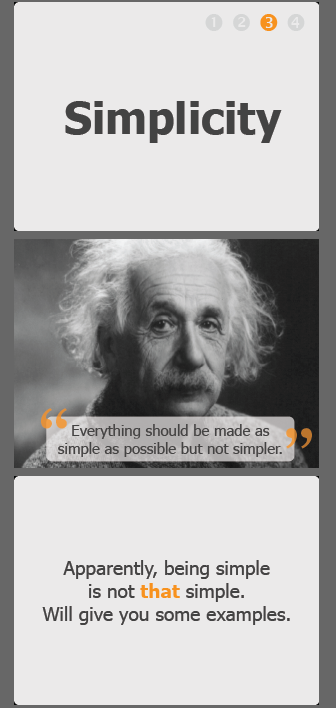 1 2 3 4
Simplicity
“ Everything should be made as
simple as possible but not simpler. ”
Apparently, being simple
is not that simple.
Will give you some examples.